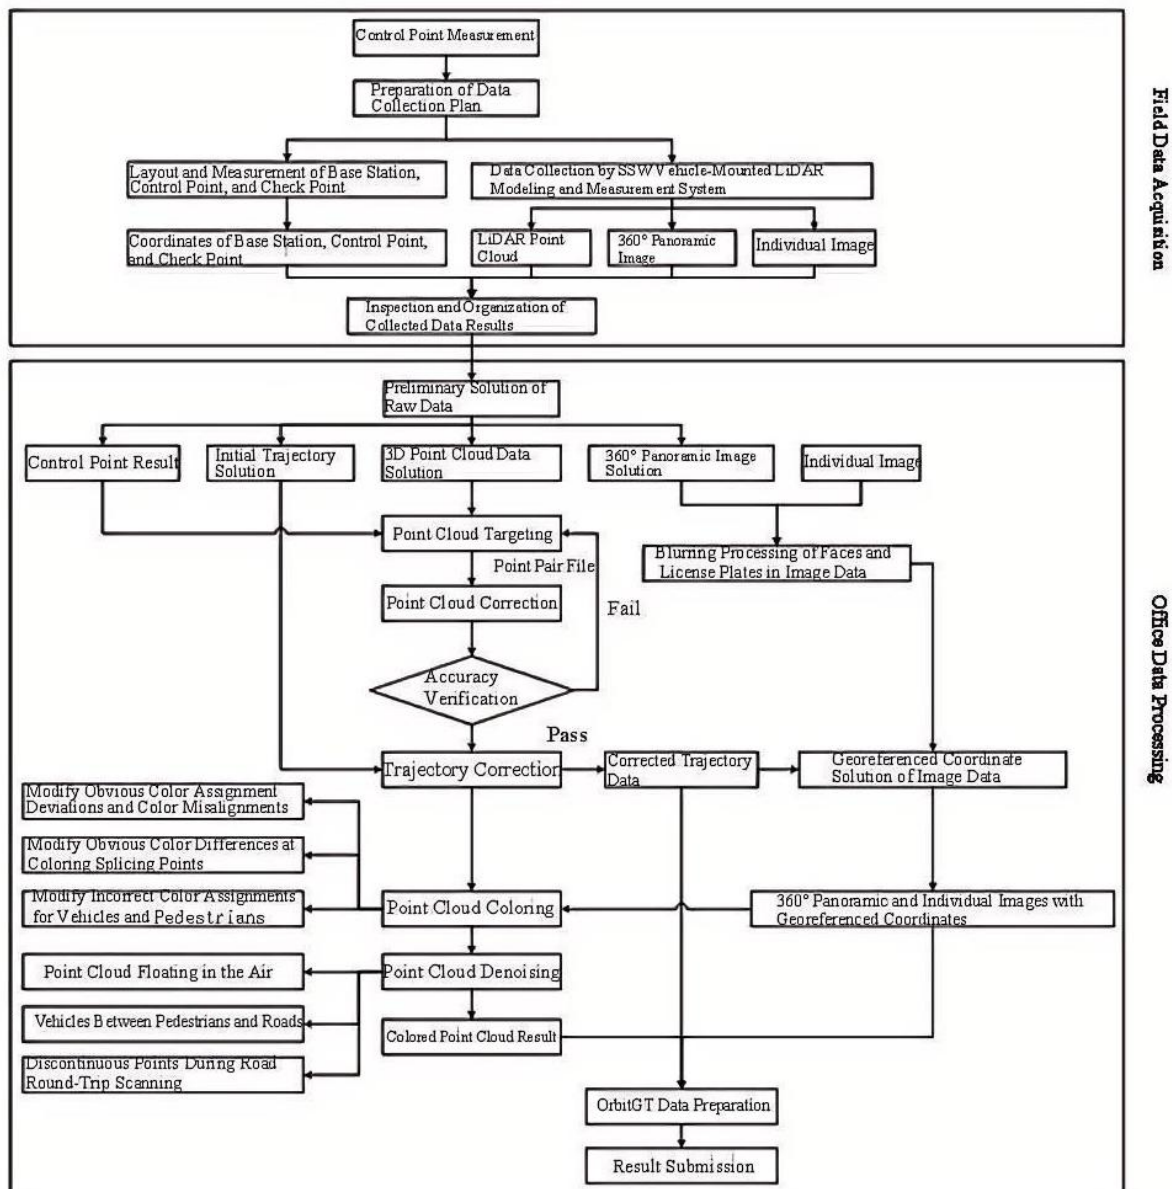 Control Point Measurement
Preparation of Data
Collection Plan
Layout and Measurement of Base Station,
Control Point, and Check Point
Data Collection by SSW Vehicle-Mounted LiDAR
Modeling and Measurement System
Coordinates of Base Station, Control Point,
and Check Point
LiDAR Point
Cloud
360° Panoramic
Image
Individual Image
Inspection and Organization of
Collected Data Results
Field Data Acquisition
Preliminary Solution of
Raw Data
Control Point Result
Initial Trajectory
Solution
3D Point Cloud Data
Solution
360° Panoramic Image
Solution
Individual Image
Point Cloud Targeting
Point Pair File
Blurring Processing of Faces and
License Plates in Image Data
Point Cloud Correction
Fail
Accuracy
Verification
Pass
Trajectory Correction
Corrected Trajectory
Data
Georeferenced Coordinate
Solution of Image Data
Modify Obvious Color Assignment
Deviations and Color Misalignments
Modify Obvious Color Differences at
Coloring Splicing Points
Modify Incorrect Color Assignments
for Vehicles and Pedestrians
Point Cloud Coloring
360° Panoramic and Individual Images with
Georeferenced Coordinates
Point Cloud Floating in the Air
Point Cloud Denoising
Vehicles Between Pedestrians and Roads
Colored Point Cloud Result
Discontinuous Points During Road
Round-Trip Scanning
OrbitGT Data Preparation
Result Submission
Office Data Processing